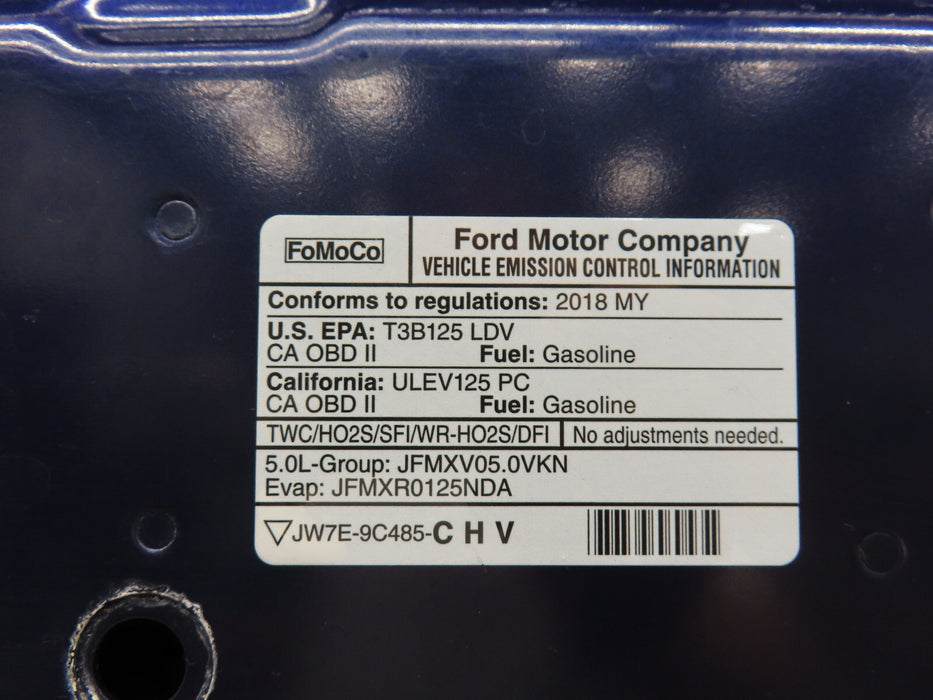 FoMoCo
Ford Motor Company
VEHICLE EMISSION CONTROL INFORMATION
Conforms to regulations: 2018 MY
U.S. EPA: T3B125 LDV
CA OBD II Fuel: Gasoline
California: ULEV125 PC
CA OBD II Fuel: Gasoline
TWC/HO2S/SFI/WR-HO2S/DFI No adjustments needed.
5.0L-Group: JFMXV05.0VKN
Evap: JFMXR0125NDA
▽JW7E-9C485-C H V